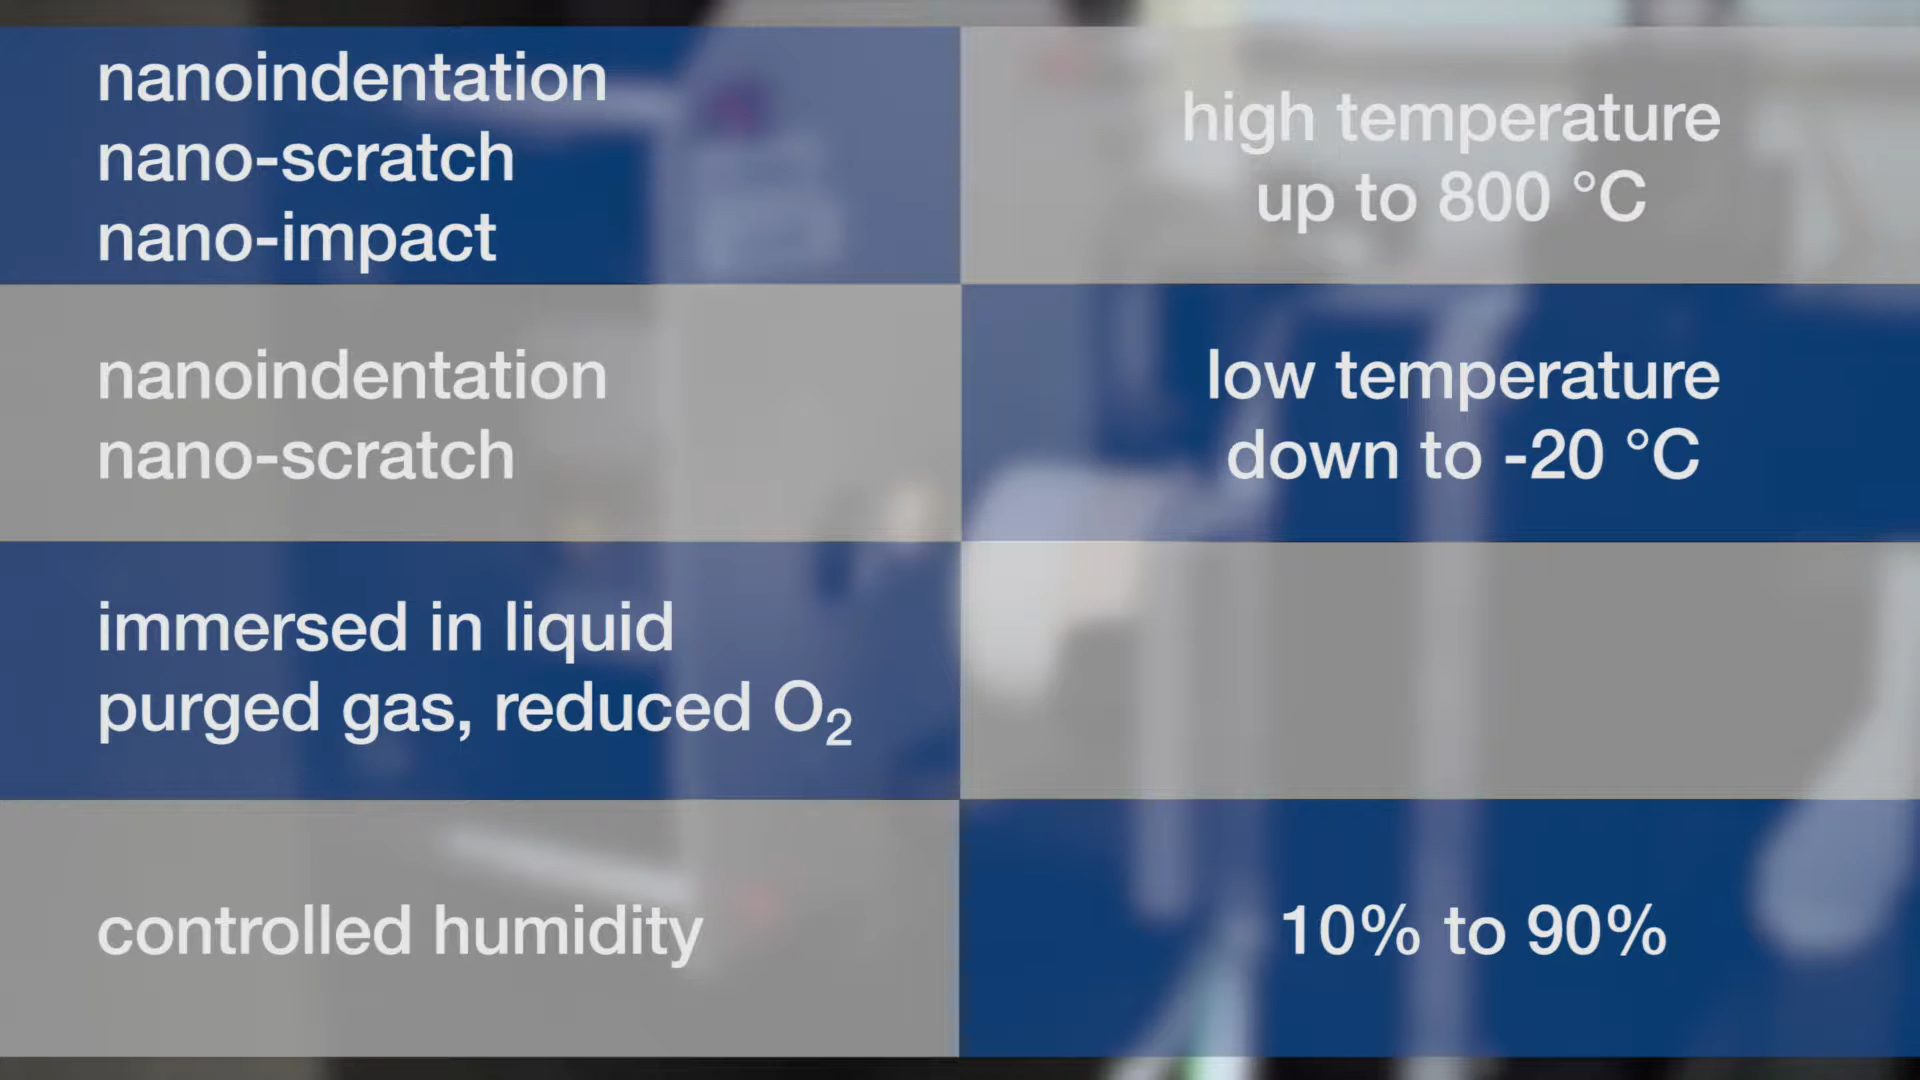 nanoindentation
nano-scratch
nano-impact
high temperature
up to 800 °C
nanoindentation
nano-scratch
low temperature
down to -20 °C
immersed in liquid
purged gas, reduced O₂
controlled humidity
10% to 90%